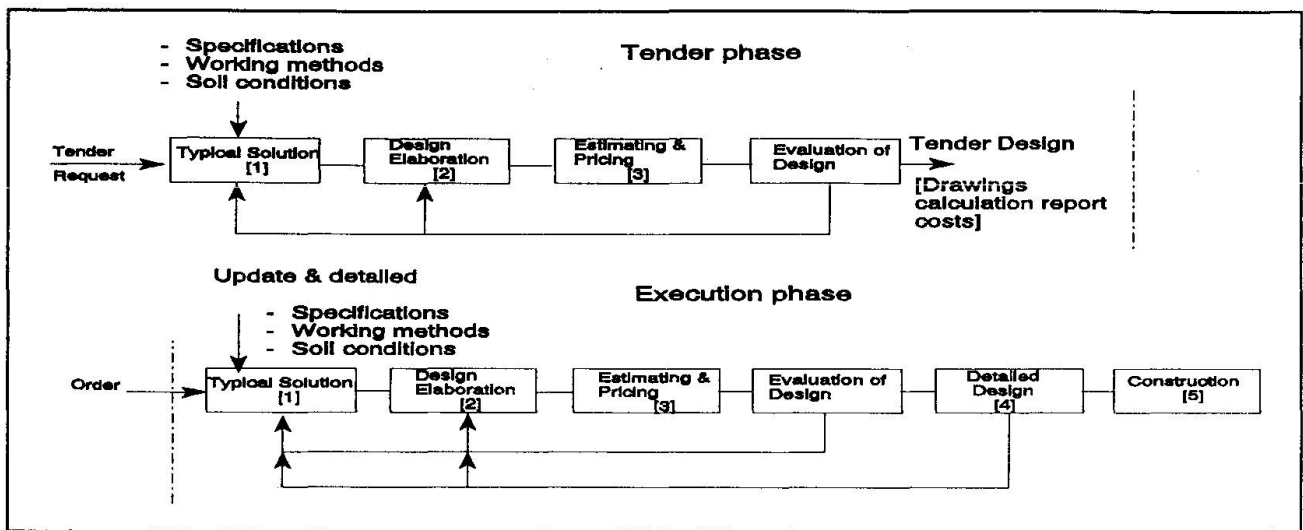 - Specifications
- Working methods
- Soil conditions
Tender phase
Tender
Request
Typical Solution
[1]
Design
Elaboration
[2]
Estimating &
Pricing
[3]
Evaluation of
Design
Tender Design
[Drawings
calculation report
costs]
Update & detailed
- Specifications
- Working methods
- Soil conditions
Execution phase
Order
Typical Solution
[1]
Design
Elaboration
[2]
Estimating &
Pricing
[3]
Evaluation of
Design
Detailed
Design
[4]
Construction
[5]